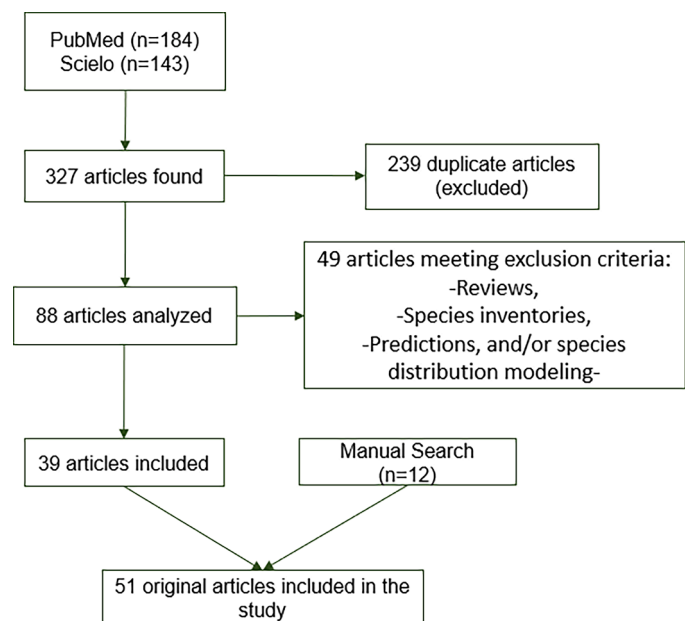 PubMed (n=184)
Scielo (n=143)
327 articles found
239 duplicate articles
(excluded)
49 articles meeting exclusion criteria:
-Reviews,
-Species inventories,
-Predictions, and/or species
distribution modeling-
88 articles analyzed
39 articles included
Manual Search
(n=12)
51 original articles included in the
study